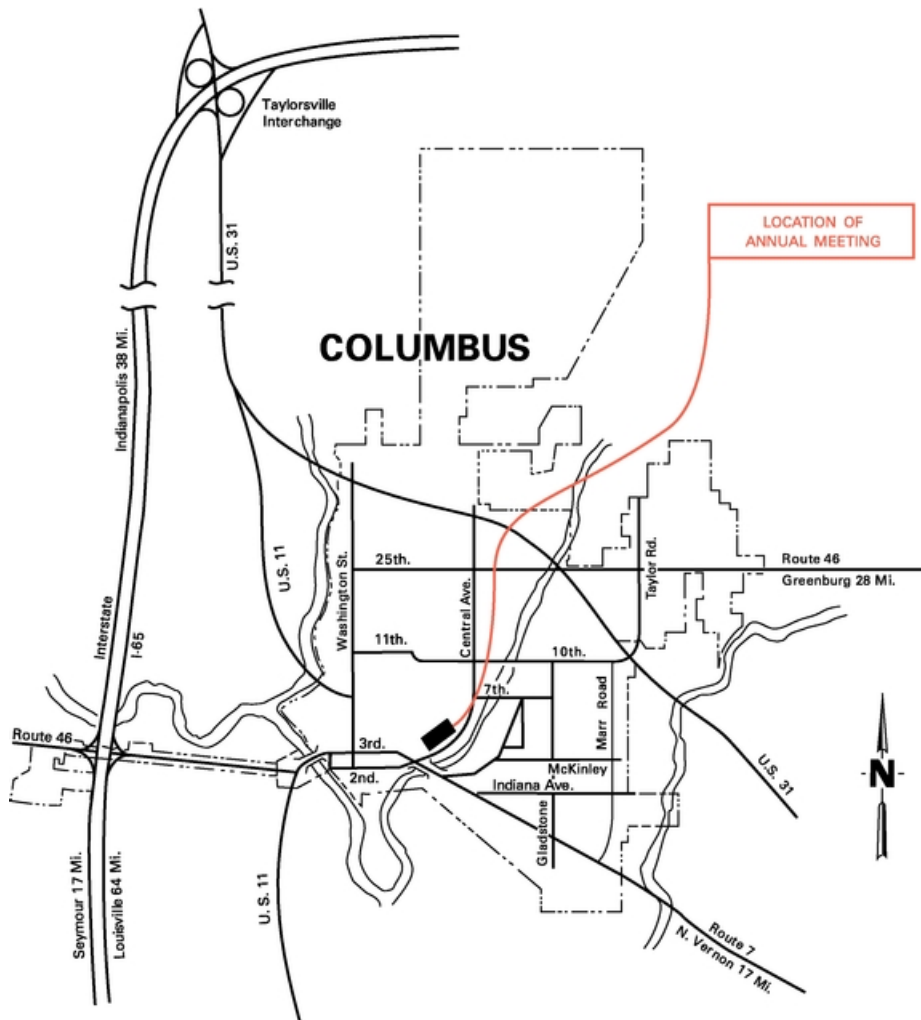 Taylorsville
Interchange
LOCATION OF
ANNUAL MEETING
U.S. 31
COLUMBUS
Indianapolis 38 Mi.
U.S. 11
Washington St.
25th.
Central Ave.
Taylor Rd.
Route 46
Greenburg 28 Mi.
Interstate
I-65
11th.
10th.
7th.
Marr Road
Route 46
3rd.
2nd.
McKinley
Indiana Ave.
U.S. 31
N
Gladstone
Seymour 17 Mi.
Louisville 64 Mi.
U.S. 11
Route 7
N. Vernon 17 Mi.